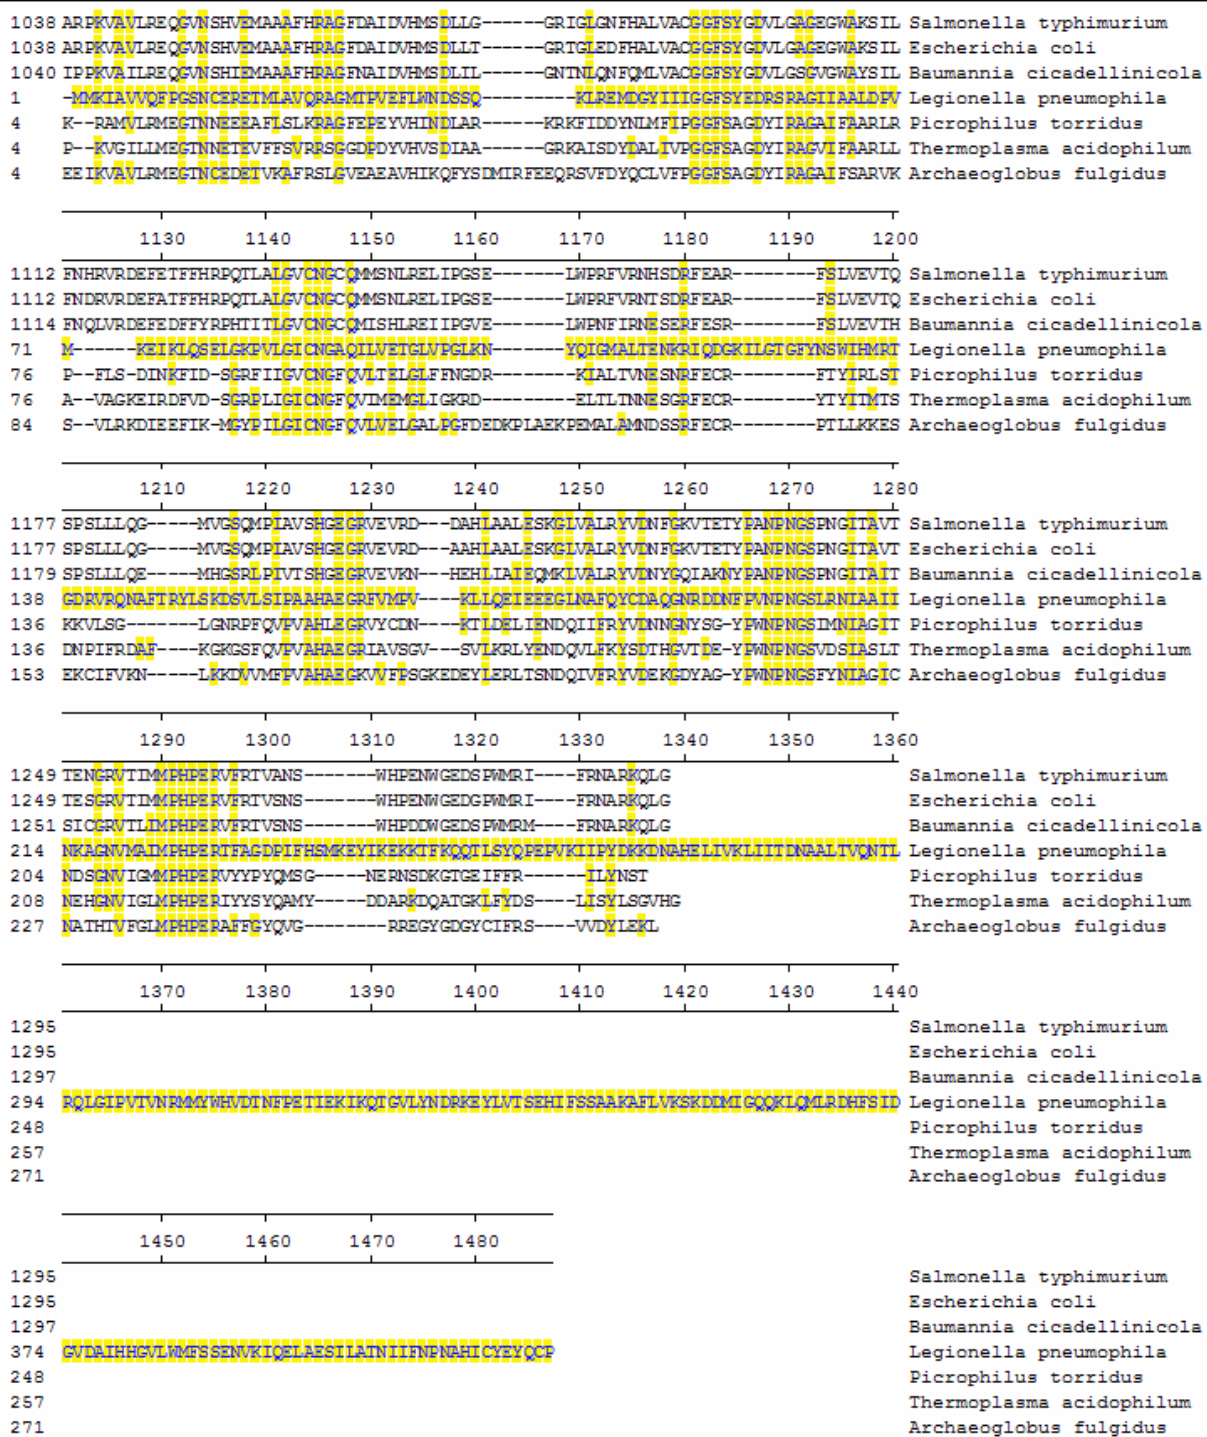 1038 ARPKVAVLREQGVNSHVEMAAAFHRAGFDAIDVHMSDLLG------GRIGLGNFHALVACGGFSYGDVLGAGEGWAKSIL Salmonella typhimurium
1038 ARPKVAVLREQGVNSHVEMAAAFHRAGFDAIDVHMSDLLT------GRTGLEDFHALVACGGFSYGDVLGAGEGWAKSIL Escherichia coli
1040 IPPKVAILREQGVNSHIEMAAAFHRAGFNAIDVHMSDLIL------GNTNLQNFQMLVACGGFSYGDVLGSGVGWAYSIL Baumannia cicadellinicola
1 -MMKIAVVQFPGSNCERETMLAVQRAGMTPVEFLWNDSSQ---------KLREMDGYIIIGGFSYEDRSRAGIIAALDPV Legionella pneumophila
4 K--RAMVLRMEGTNNEEEAFLSLKRAGFEPEYVHINDLAR------KRKFIDDYNLMFIPGGFSAGDYIRAGAIFAARLR Picrophilus torridus
4 P--KVGILLMEGTNNETEVFFSVRRSGGDPDYVHVSDIAA------GRKAISDYDALIVPGGFSAGDYIRAGVIFAARLL Thermoplasma acidophilum
4 EEIKVAVLRMEGTNCEDETVKAFRSLGVEAEAVHIKQFYSDMIRFEEQRSVFDYQCLVFPGGFSAGDYIRAGAIFSARVK Archaeoglobus fulgidus
1130 1140 1150 1160 1170 1180 1190 1200
1112 FNHRVRDEFETFFHRPQTLALGVCNGCQMMSNLRELIPGSE-------LWPRFVRNHSDRFEAR--------FSLVEVTQ Salmonella typhimurium
1112 FNDRVRDEFATFFHRPQTLALGVCNGCQMMSNLRELIPGSE-------LWPRFVRNTSDRFEAR--------FSLVEVTQ Escherichia coli
1114 FNQLVRDEFEDFFYRPHTITLGVCNGCQMISHLREIIPGVE-------LWPNFIRNESERFESR--------FSLVEVTH Baumannia cicadellinicola
71 M------KEIKLQSELGKPVLGICNGAQILVETGLVPGLKN-------YQIGMALTENKRIQDGKILGTGFYNSWIHMRT Legionella pneumophila
76 P--FLS-DINKFID-SGRFIIGVCNGFQVLTELGLFFNGDR--------KIALTVNESNRFECR--------FTYIRLST Picrophilus torridus
76 A--VAGKEIRDFVD-SGRPLIGICNGFQVIMEMGLIGKRD---------ELTLTNNESGRFECR--------YTYITMTS Thermoplasma acidophilum
84 S--VLRKDIEEFIK-MGYPILGICNGFQVLVELGALPGFDEDKPLAEKPEMALAMNDSSRFECR--------PTLLKKES Archaeoglobus fulgidus
1210 1220 1230 1240 1250 1260 1270 1280
1177 SPSLLLQG-----MVGSQMPIAVSHGEGRVEVRD---DAHLAALESKGLVALRYVDNFGKVTETYPANPNGSPNGITAVT Salmonella typhimurium
1177 SPSLLLQG-----MVGSQMPIAVSHGEGRVEVRD---AAHLAALESKGLVALRYVDNFGKVTETYPANPNGSPNGITAVT Escherichia coli
1179 SPSLLLQE-----MHGSRLPIVTSHGEGRVEVKN---HEHLIAIEQMKLVALRYVDNYGQIAKNYPANPNGSPNGITAIT Baumannia cicadellinicola
138 GDRVRQNAFTRYLSKDSVLSIPAAHAEGRFVMPV----KLLQEIEEEGLNAFQYCDAQGNRDDNFPVNPNGSLRNIAAII Legionella pneumophila
136 KKVLSG-------LGNRPFQVPVAHLEGRVYCDN----KTLDELIENDQIIFRYVDNNGNYSG-YPWNPNGSIMNIAGIT Picrophilus torridus
136 DNPIFRDAF----KGKGSFQVPVAHAEGRIAVSGV---SVLKRLYENDQVLFKYSDTHGVTDE-YPWNPNGSVDSIASLT Thermoplasma acidophilum
153 EKCIFVKN-----LKKDVVMFPVAHAEGKVVFPSGKEDEYLERLTSNDQIVFRYVDEKGDYAG-YPWNPNGSFYNIAGIC Archaeoglobus fulgidus
1290 1300 1310 1320 1330 1340 1350 1360
1249 TENGRVTIMMPHPERVFRTVANS-------WHPENWGEDSPWMRI----FRNARKQLG Salmonella typhimurium
1249 TESGRVTIMMPHPERVFRTVSNS-------WHPENWGEDGPWMRI----FRNARKQLG Escherichia coli
1251 SICGRVTLIMPHPERVFRTVSNS-------WHPDDWGEDSPWMRM----FRNARKQLG Baumannia cicadellinicola
214 NKAGNVMAIMPHPERTFAGDPIFHSMKEYIKEKKTFKQQTLSYQPEPVKIIPYDKKDNAHELIVKLIITDNAALTVQNTL Legionella pneumophila
204 NDSGNVIGMMPHPERVYYPYQMSG-----NERNSDKGTGEIFFR-----ILYNST Picrophilus torridus
208 NEHGNVIGLMPHPERIYYSYQAMY-----DDARKDQATGKLFYDS----LISYLSGVHG Thermoplasma acidophilum
227 NATHTVFGLMPHPERAFFGYQVG--------RREGYGDGYCIFRS----VVDYLEKL Archaeoglobus fulgidus
1370 1380 1390 1400 1410 1420 1430 1440
1295 Salmonella typhimurium
1295 Escherichia coli
1297 Baumannia cicadellinicola
294 RQLGIPVTVNRMMYWHVDTNFPETIEKIKQTGVLYNDRKEYLVTSEHIFSSAAKAFLVKSKDDMIGQQKLQMLRDHFSID Legionella pneumophila
248 Picrophilus torridus
257 Thermoplasma acidophilum
271 Archaeoglobus fulgidus
1450 1460 1470 1480
1295 Salmonella typhimurium
1295 Escherichia coli
1297 Baumannia cicadellinicola
374 GVDAIHHGVLWMFSSENVKIQELAESILATNIIFNPNAHICYEYQCP Legionella pneumophila
248 Picrophilus torridus
257 Thermoplasma acidophilum
271 Archaeoglobus fulgidus